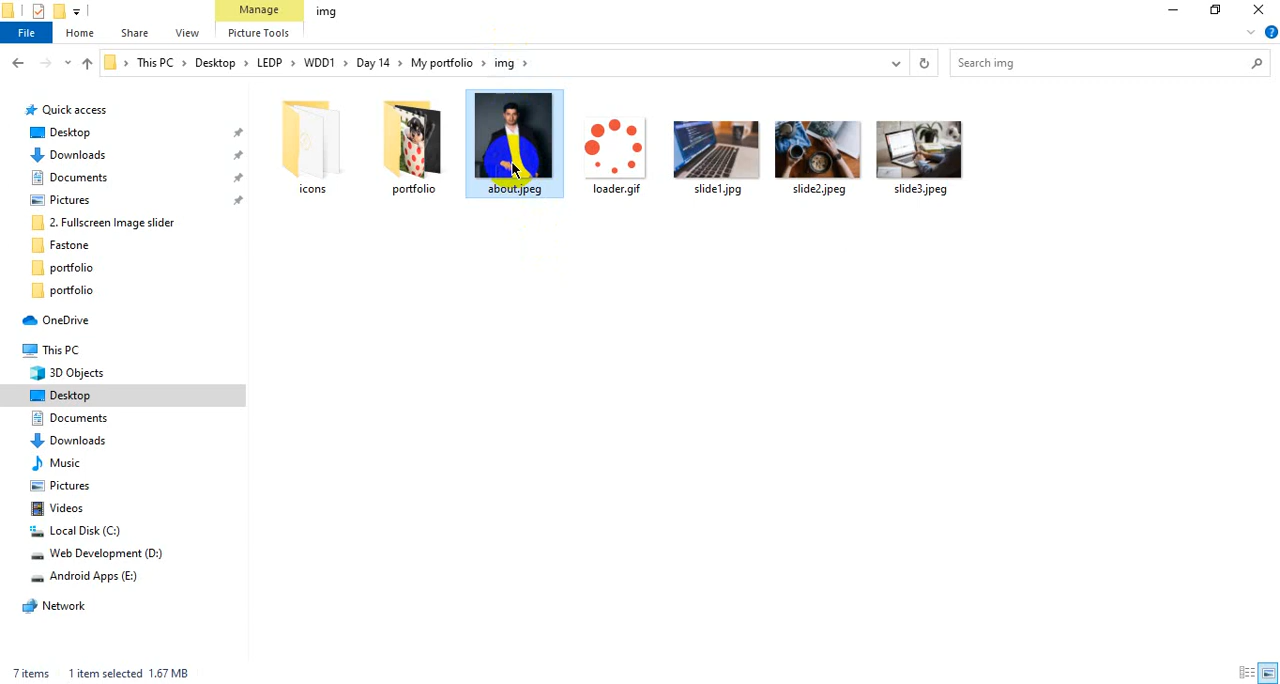 Manage
img
File
Home
Share
View
Picture Tools
This PC
Desktop
LEDP
WDD1
Day 14
My portfolio
img
Search img
Quick access
Desktop
Downloads
Documents
Pictures
2. Fullscreen Image slider
Fastone
portfolio
portfolio
OneDrive
This PC
3D Objects
Desktop
Documents
Downloads
Music
Pictures
Videos
Local Disk (C:)
Web Development (D:)
Android Apps (E:)
Network
icons
portfolio
about.jpeg
loader.gif
slide1.jpg
slide2.jpeg
slide3.jpeg
7 items
1 item selected 1.67 MB